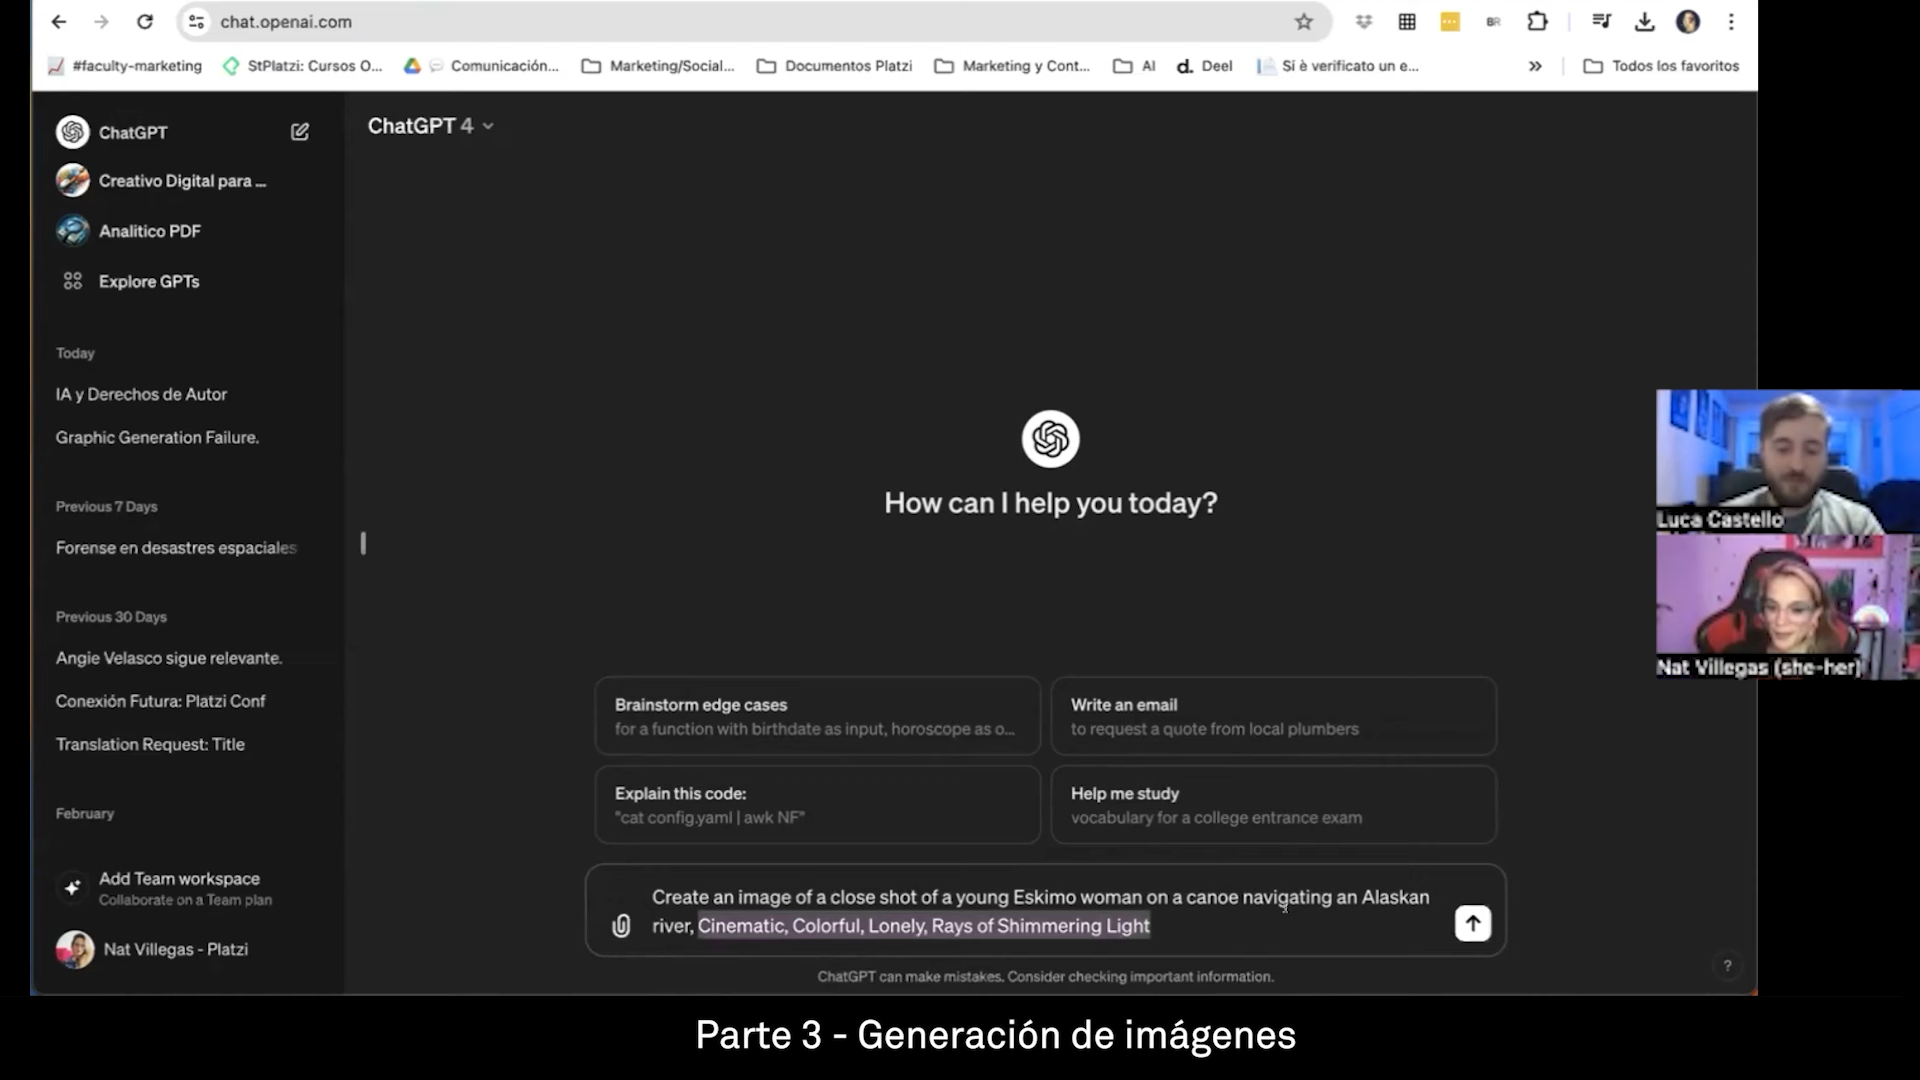 chat.openai.com
#faculty-marketing
StPlatzi: Cursos O...
Comunicación...
Marketing/Social...
Documentos Platzi
Marketing y Cont...
AI
d. Deel
Si è verificato un e...
»
Todos los favoritos
BR
ChatGPT
Creativo Digital para ...
Analitico PDF
Explore GPTs
Today
IA y Derechos de Autor
Graphic Generation Failure.
Previous 7 Days
Forense en desastres espaciales
Previous 30 Days
Angie Velasco sigue relevante.
Conexión Futura: Platzi Conf
Translation Request: Title
February
Add Team workspace
Collaborate on a Team plan
Nat Villegas - Platzi
ChatGPT 4
How can I help you today?
Brainstorm edge cases
for a function with birthdate as input, horoscope as o...
Write an email
to request a quote from local plumbers
Explain this code:
"cat config.yaml | awk NF"
Help me study
vocabulary for a college entrance exam
Create an image of a close shot of a young Eskimo woman on a canoe navigating an Alaskan
river, Cinematic, Colorful, Lonely, Rays of Shimmering Light
ChatGPT can make mistakes. Consider checking important information.
?
Luca Castello
Nat Villegas (she-her)
Parte 3 - Generación de imágenes